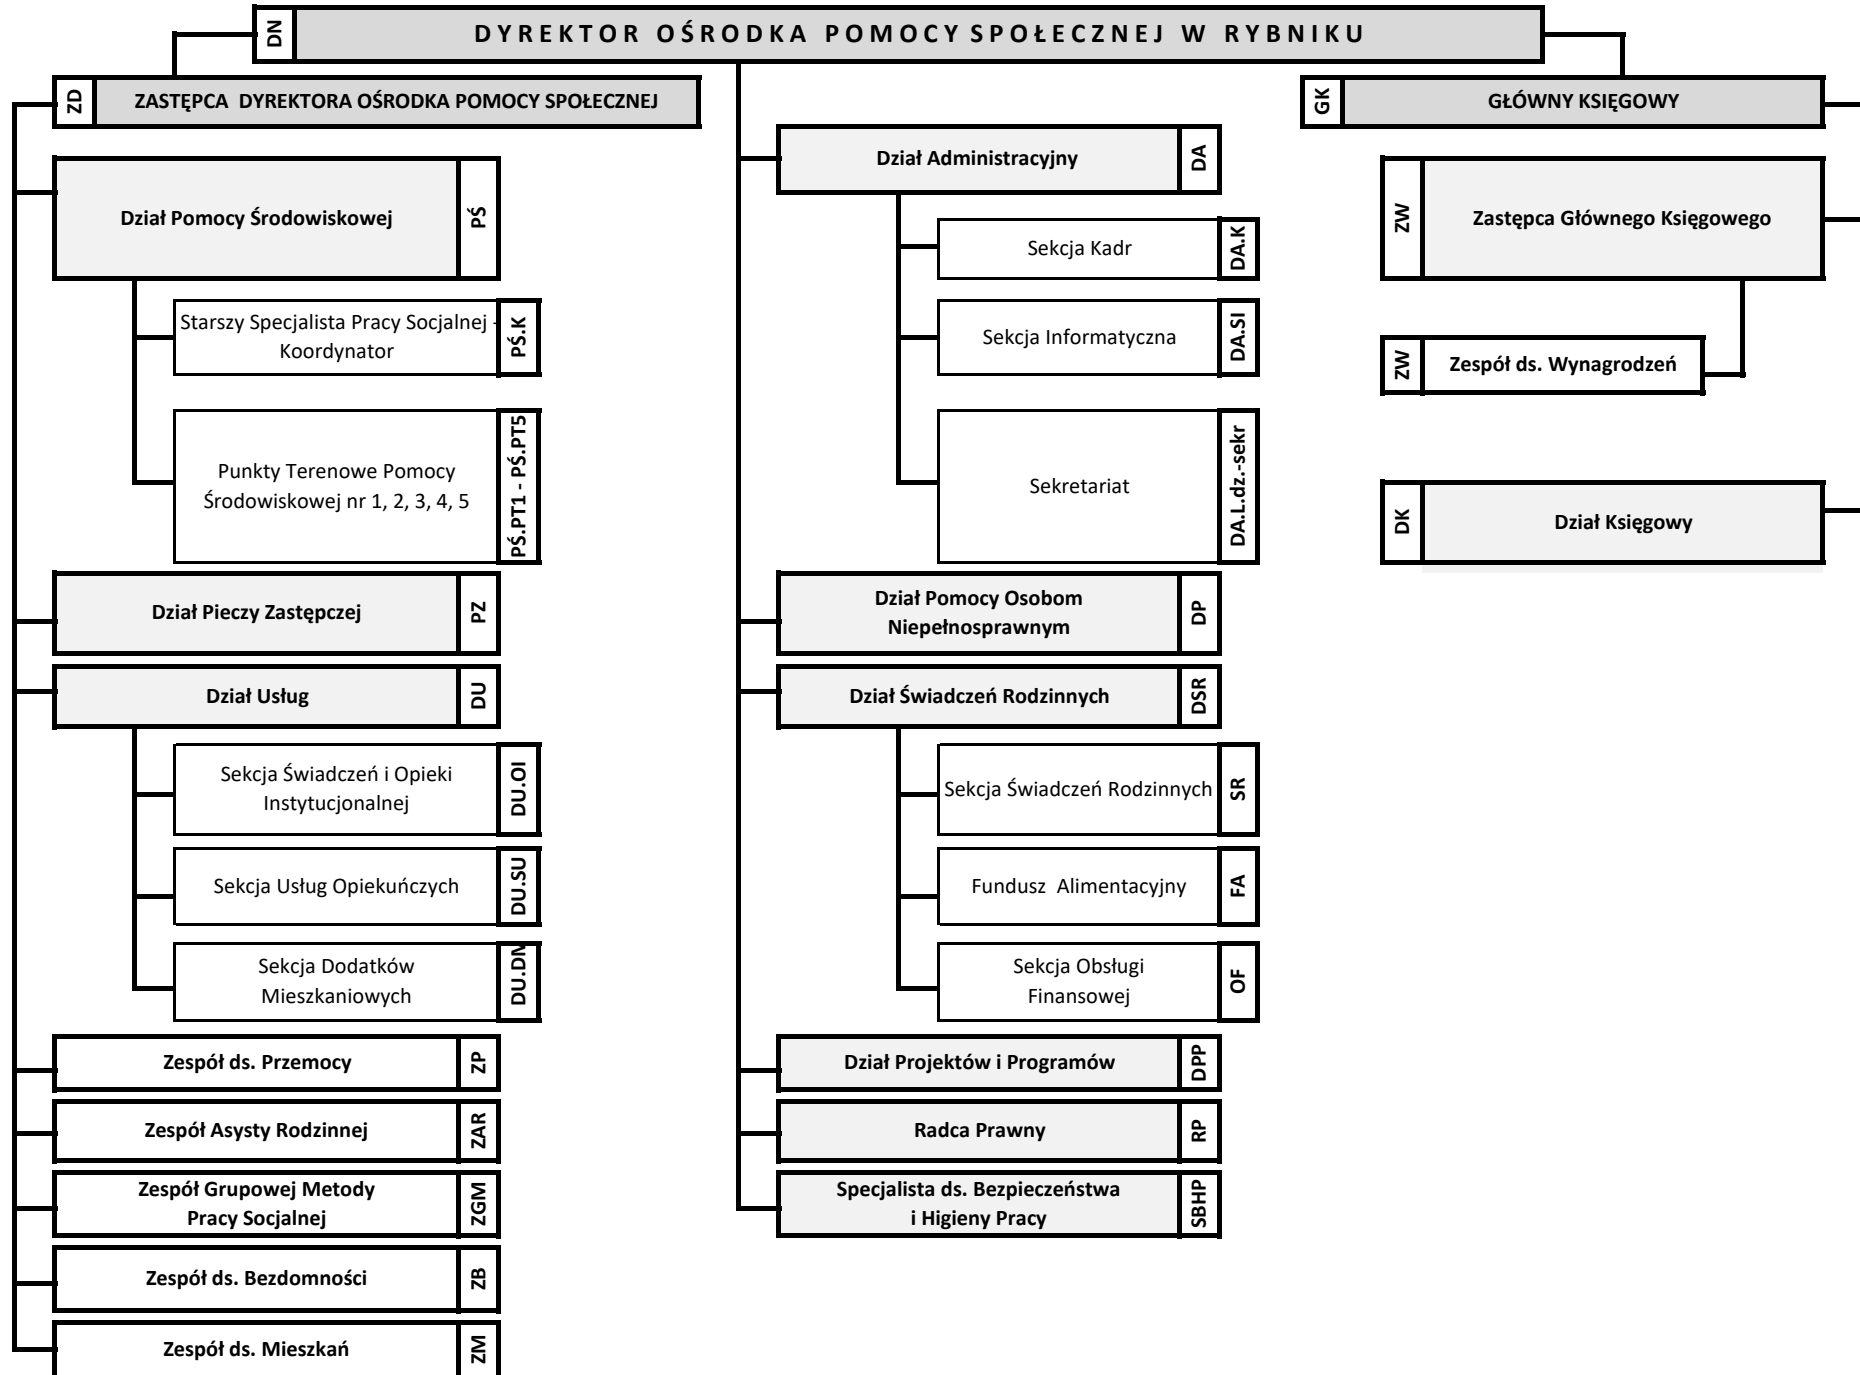 DN
DYREKTOR OŚRODKA POMOCY SPOŁECZNEJ W RYBNIKU
ZD
ZASTĘPCA DYREKTORA OŚRODKA POMOCY SPOŁECZNEJ
Dział Pomocy Środowiskowej
PŚ
Starszy Specjalista Pracy Socjalnej -
Koordynator
PŚ.K
Punkty Terenowe Pomocy
Środowiskowej nr 1, 2, 3, 4, 5
PŚ.PT1 - PŚ.PT5
Dział Pieczy Zastępczej
PZ
Dział Usług
DU
Sekcja Świadczeń i Opieki
Instytucjonalnej
DU.OI
Sekcja Usług Opiekuńczych
DU.SU
Sekcja Dodatków
Mieszkaniowych
DU.DM
Zespół ds. Przemocy
ZP
Zespół Asysty Rodzinnej
ZAR
Zespół Grupowej Metody
Pracy Socjalnej
ZGM
Zespół ds. Bezdomności
ZB
Zespół ds. Mieszkań
ZM
Dział Administracyjny
DA
Sekcja Kadr
DA.K
Sekcja Informatyczna
DA.SI
Sekretariat
DA.L.dz.-sekr
Dział Pomocy Osobom
Niepełnosprawnym
DP
Dział Świadczeń Rodzinnych
DSR
Sekcja Świadczeń Rodzinnych
SR
Fundusz Alimentacyjny
FA
Sekcja Obsługi
Finansowej
OF
Dział Projektów i Programów
DPP
Radca Prawny
RP
Specjalista ds. Bezpieczeństwa
i Higieny Pracy
SBHP
GK
GŁÓWNY KSIĘGOWY
ZW
Zastępca Głównego Księgowego
ZW
Zespół ds. Wynagrodzeń
DK
Dział Księgowy